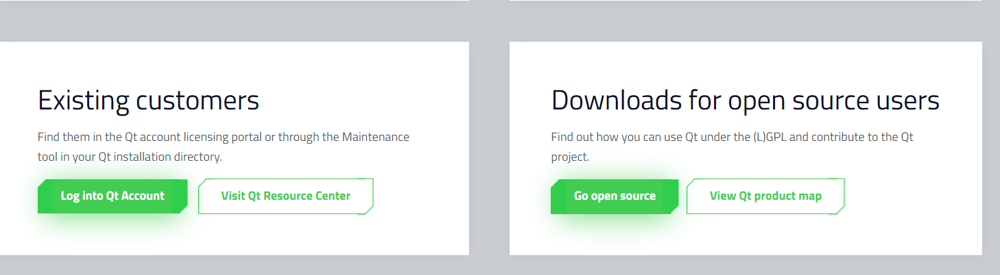 Existing customers
Find them in the Qt account licensing portal or through the Maintenance
tool in your Qt installation directory.
Log into Qt Account
Visit Qt Resource Center
Downloads for open source users
Find out how you can use Qt under the (L)GPL and contribute to the Qt
project.
Go open source
View Qt product map